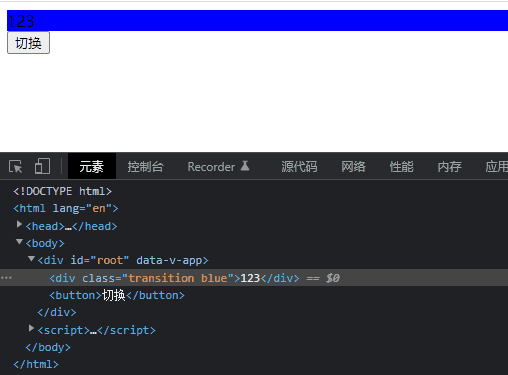 123
切换
元素 控制台 Recorder 源代码 网络 性能 内存 应用
<!DOCTYPE html>
<html lang="en">
<head>…</head>
<body>
<div id="root" data-v-app>
<div class="transition blue">123</div> == $0
<button>切换</button>
</div>
<script>…</script>
</body>
</html>